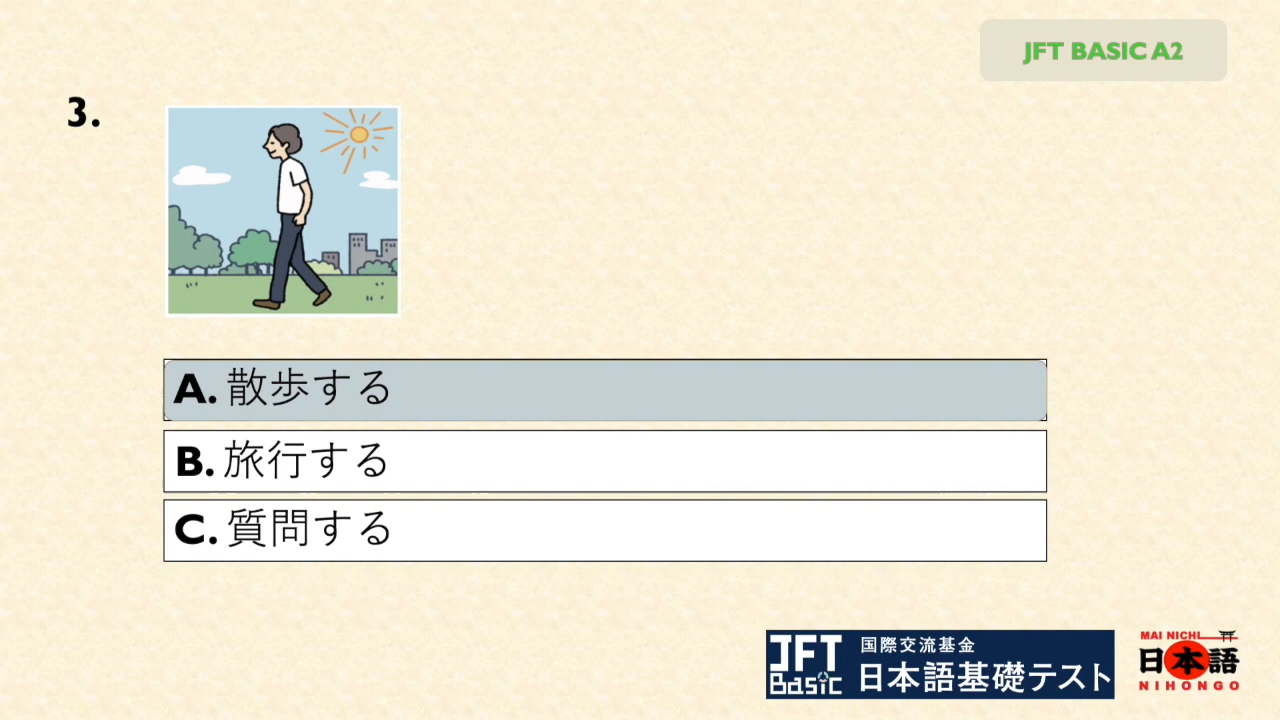 JFT BASIC A2
3.
A. 散歩する
B. 旅行する
C. 質問する
JFT Basic
国際交流基金
日本語基礎テスト
MAI NICHI
日本語
NIHONGO